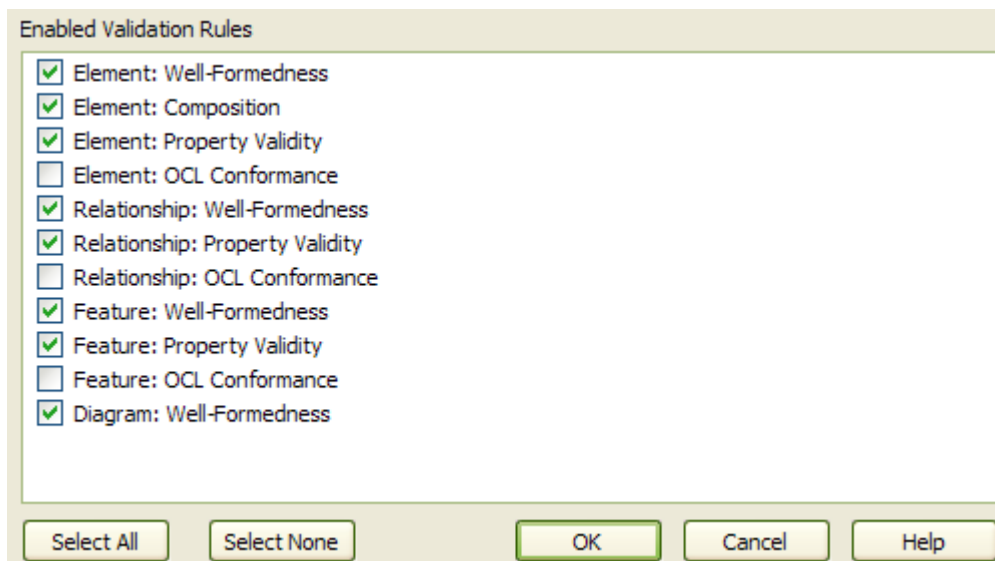 Enabled Validation Rules
Element: Well-Formedness
Element: Composition
Element: Property Validity
Element: OCL Conformance
Relationship: Well-Formedness
Relationship: Property Validity
Relationship: OCL Conformance
Feature: Well-Formedness
Feature: Property Validity
Feature: OCL Conformance
Diagram: Well-Formedness
Select All Select None OK Cancel Help